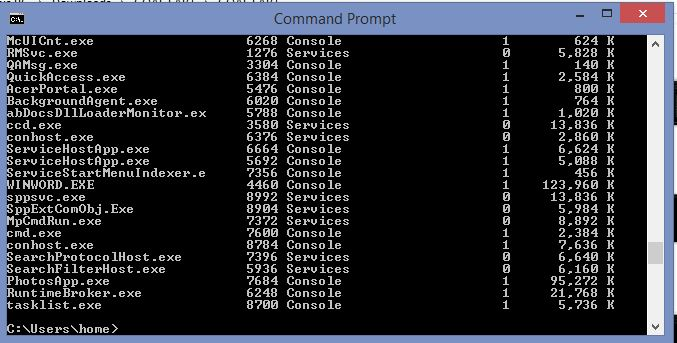 Command Prompt
McUICnt.exe 6268 Console 1 624 K
RMSvc.exe 1276 Services 0 5,828 K
QAMsg.exe 3304 Console 1 140 K
QuickAccess.exe 6384 Console 1 2,584 K
AcerPortal.exe 5476 Console 1 800 K
BackgroundAgent.exe 6020 Console 1 764 K
abDocsDllLoaderMonitor.ex 5788 Console 1 1,020 K
ccd.exe 3580 Services 0 13,836 K
conhost.exe 6376 Services 0 2,860 K
ServiceHostApp.exe 6664 Console 1 6,624 K
ServiceHostApp.exe 5692 Console 1 5,088 K
ServiceStartMenuIndexer.e 7356 Console 1 456 K
WINWORD.EXE 4460 Console 1 123,960 K
sppsvc.exe 8992 Services 0 13,836 K
SppExtComObj.Exe 8904 Services 0 5,984 K
MpCmdRun.exe 7372 Services 0 8,892 K
cmd.exe 7600 Console 1 2,384 K
conhost.exe 8784 Console 1 7,636 K
SearchProtocolHost.exe 7396 Services 0 6,640 K
SearchFilterHost.exe 5936 Services 0 6,160 K
PhotosApp.exe 7684 Console 1 95,272 K
RuntimeBroker.exe 6248 Console 1 21,768 K
tasklist.exe 8700 Console 1 5,736 K
C:\Users\home>